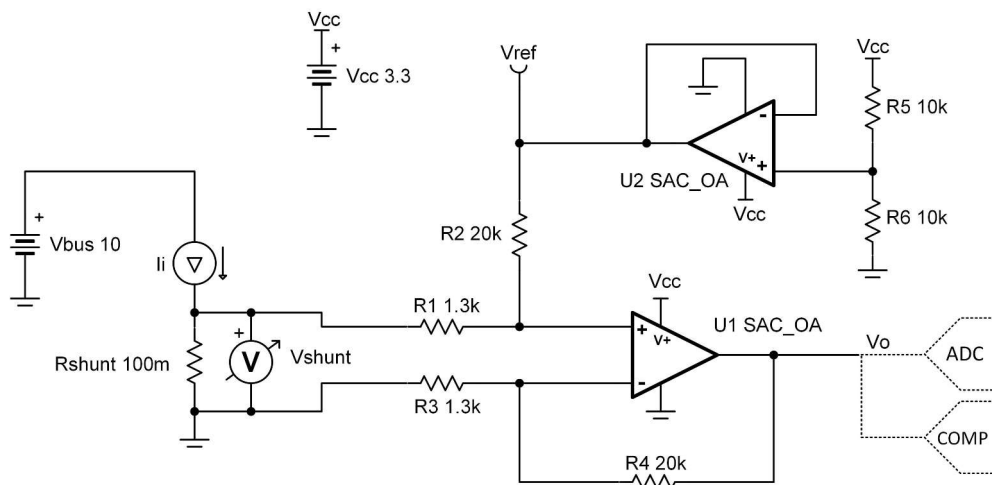 Vcc
+
Vcc 3.3
Vref
Vcc
R5 10k
-
V+
+
U2 SAC_OA
Vcc
R6 10k
+
Vbus 10
Ii
R2 20k
R1 1.3k
Vcc
U1 SAC_OA
+
V+
-
Vo
ADC
COMP
Rshunt 100m
+
V
Vshunt
R3 1.3k
R4 20k